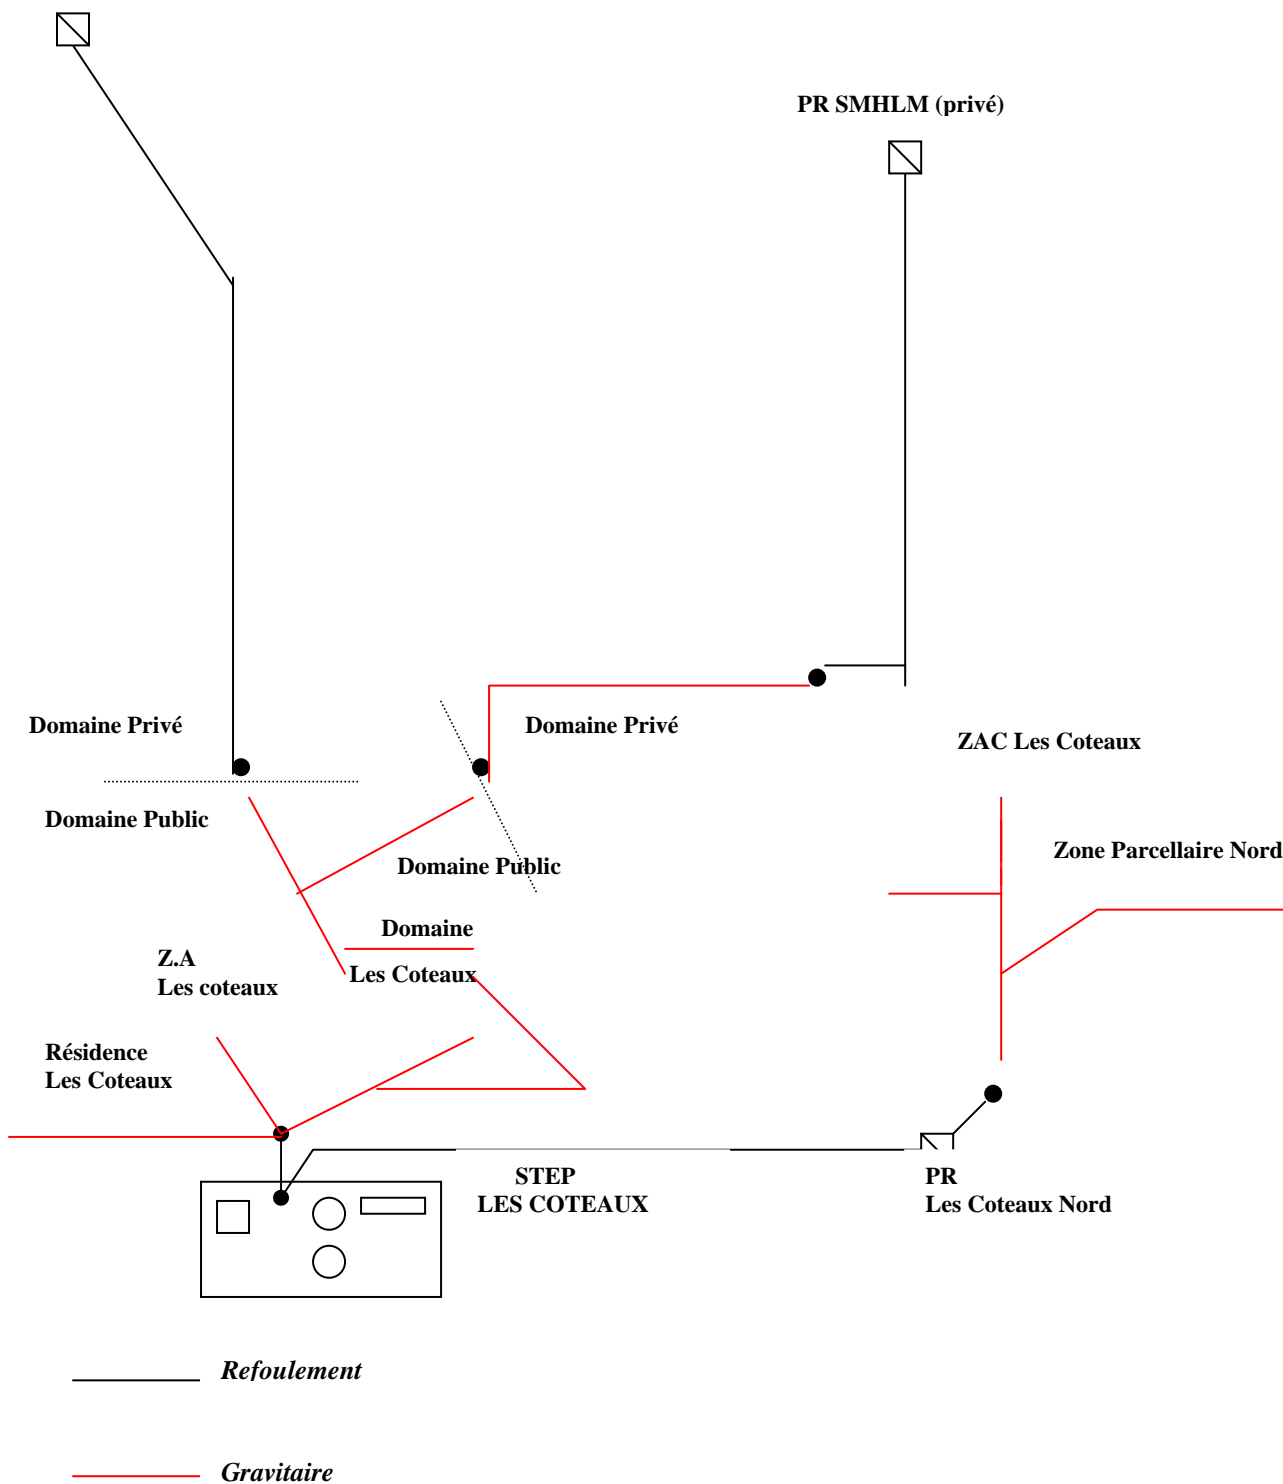 PR SMHLM (privé)
Domaine Privé
Domaine Privé
ZAC Les Coteaux
Domaine Public
Zone Parcellaire Nord
Domaine Public
Domaine
Les Coteaux
Z.A
Les coteaux
Résidence
Les Coteaux
STEP
LES COTEAUX
PR
Les Coteaux Nord
Refoulement
Gravitaire